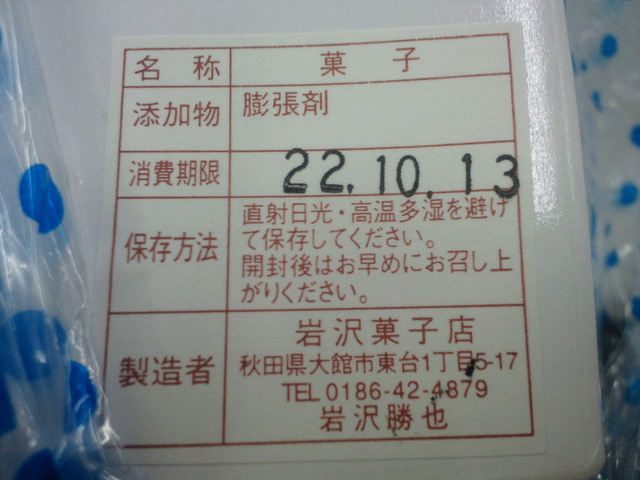 名称 菓子
添加物 膨張剤
消費期限 22.10.13
保存方法 直射日光・高温多湿を避け
て保存してください。
開封後はお早めにお召し上
がりください。
製造者 岩沢菓子店
秋田県大館市東台1丁目5-17
TEL 0186-42-4879
岩沢勝也